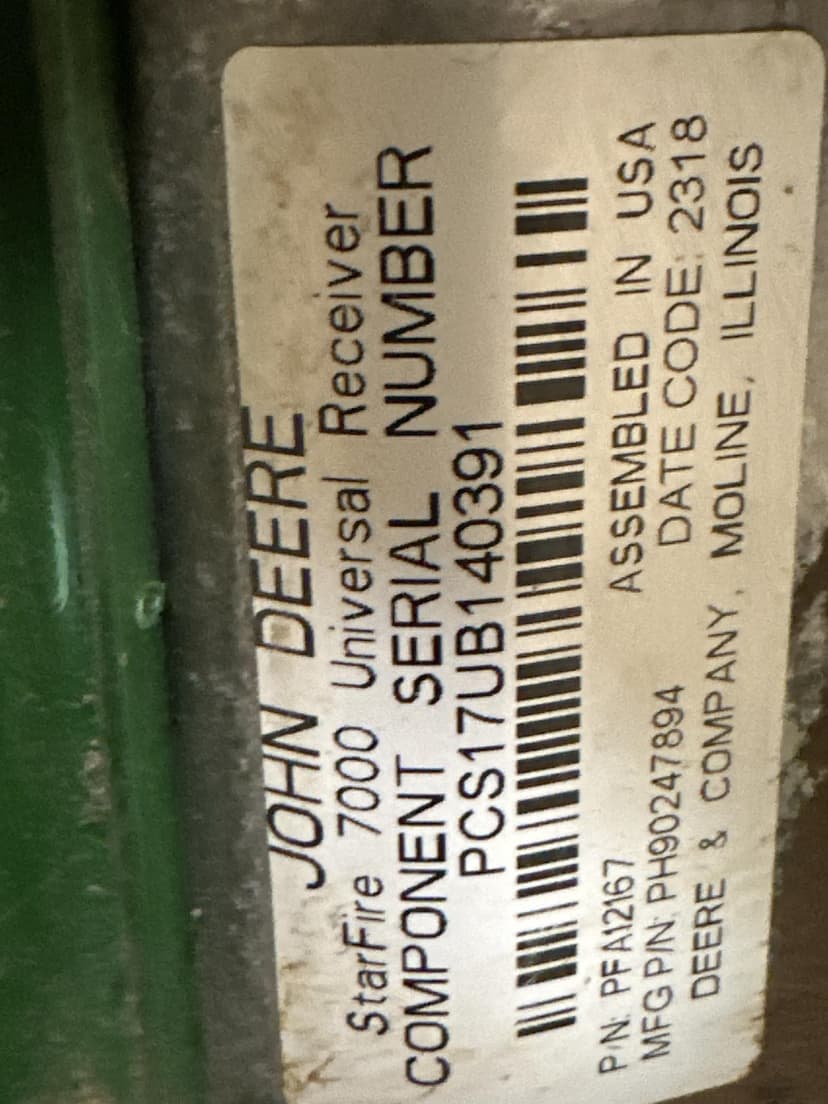 JOHN DEERE
StarFire 7000 Universal Receiver
COMPONENT SERIAL NUMBER
PCS17UB140391
P/N: PFA12167 ASSEMBLED IN USA
MFG P/N: PH90247894 DATE CODE: 2318
DEERE & COMPANY, MOLINE, ILLINOIS